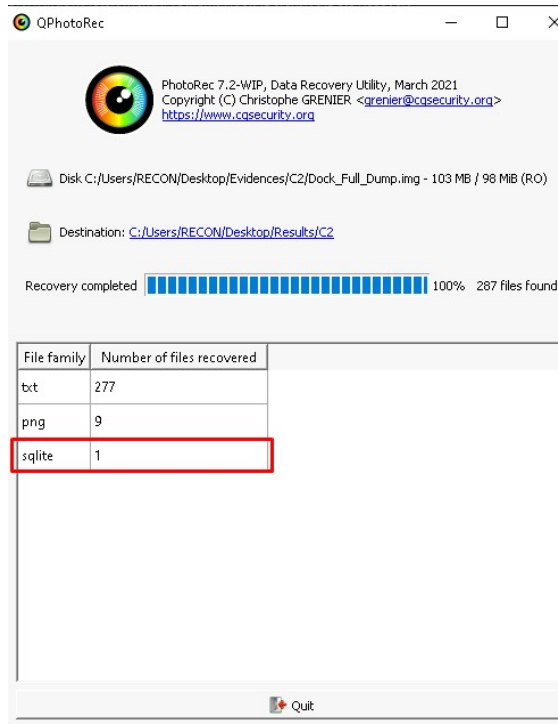 QPhotoRec
PhotoRec 7.2-WIP, Data Recovery Utility, March 2021
Copyright (C) Christophe GRENIER <grenier@cgsecurity.org>
https://www.cgsecurity.org
Disk C:/Users/RECON/Desktop/Evidences/C2/Dock_Full_Dump.img - 103 MB / 98 MiB (RO)
Destination: C:/Users/RECON/Desktop/Results/C2
Recovery completed 100% 287 files found
File family Number of files recovered
txt 277
png 9
sqlite 1
Quit